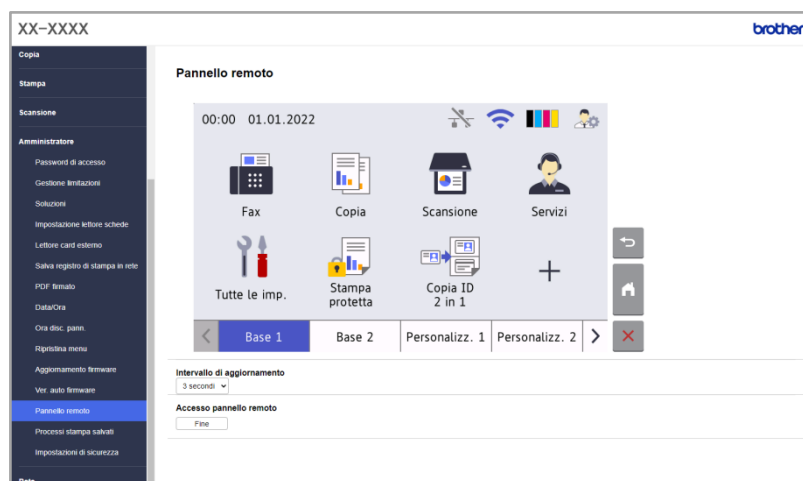 XX-XXXX
brother
Copia
Stampa
Scansione
Amministratore
Password di accesso
Gestione limitazioni
Soluzioni
Impostazione lettore schede
Lettore card esterno
Salva registro di stampa in rete
PDF firmato
Data/Ora
Ora disc. pann.
Ripristina menu
Aggiornamento firmware
Ver. auto firmware
Pannello remoto
Processi stampa salvati
Impostazioni di sicurezza
Rete
Pannello remoto
00:00 01.01.2022
Fax
Copia
Scansione
Servizi
Tutte le imp.
Stampa
protetta
Copia ID
2 in 1
Base 1
Base 2
Personalizz. 1
Personalizz. 2
Intervallo di aggiornamento
3 secondi
Accesso pannello remoto
Fine